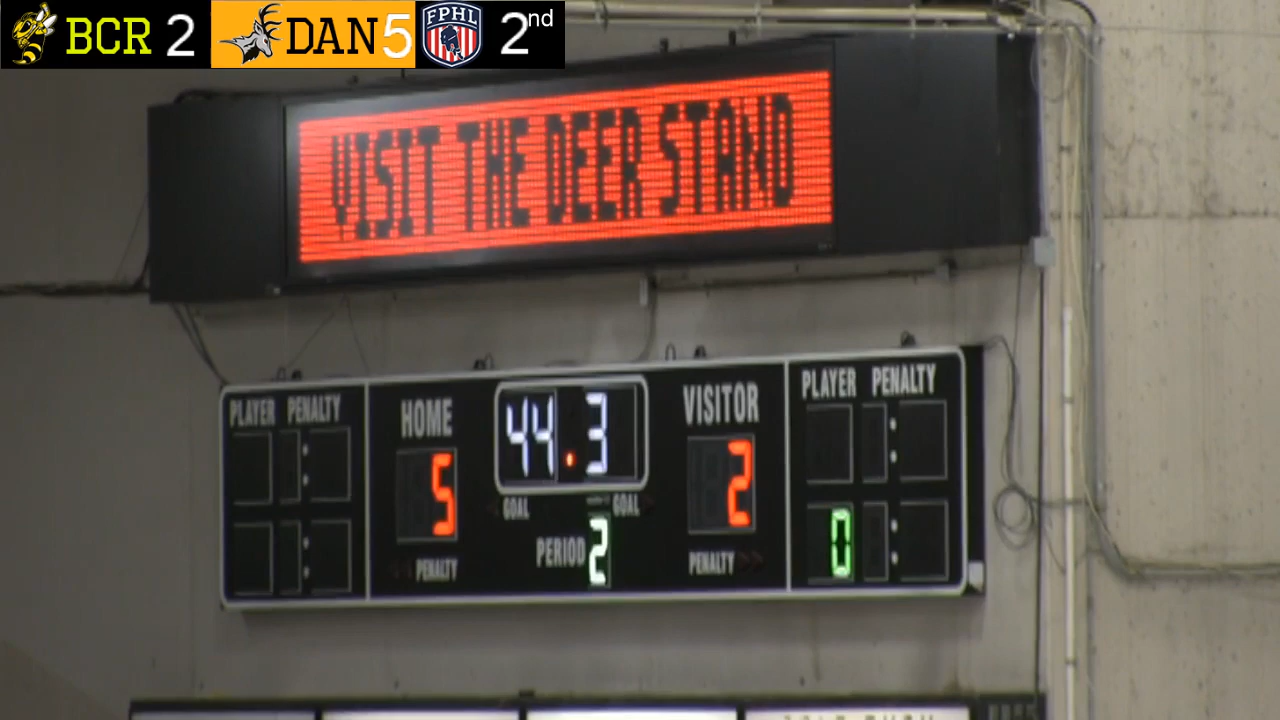 BCR 2 DAN 5 FPHL 2nd
VISIT THE DEER STAND
PLAYER PENALTY
HOME
44.3
VISITOR
PLAYER PENALTY
5
2
GOAL GOAL
PERIOD 2
PENALTY
PENALTY
0